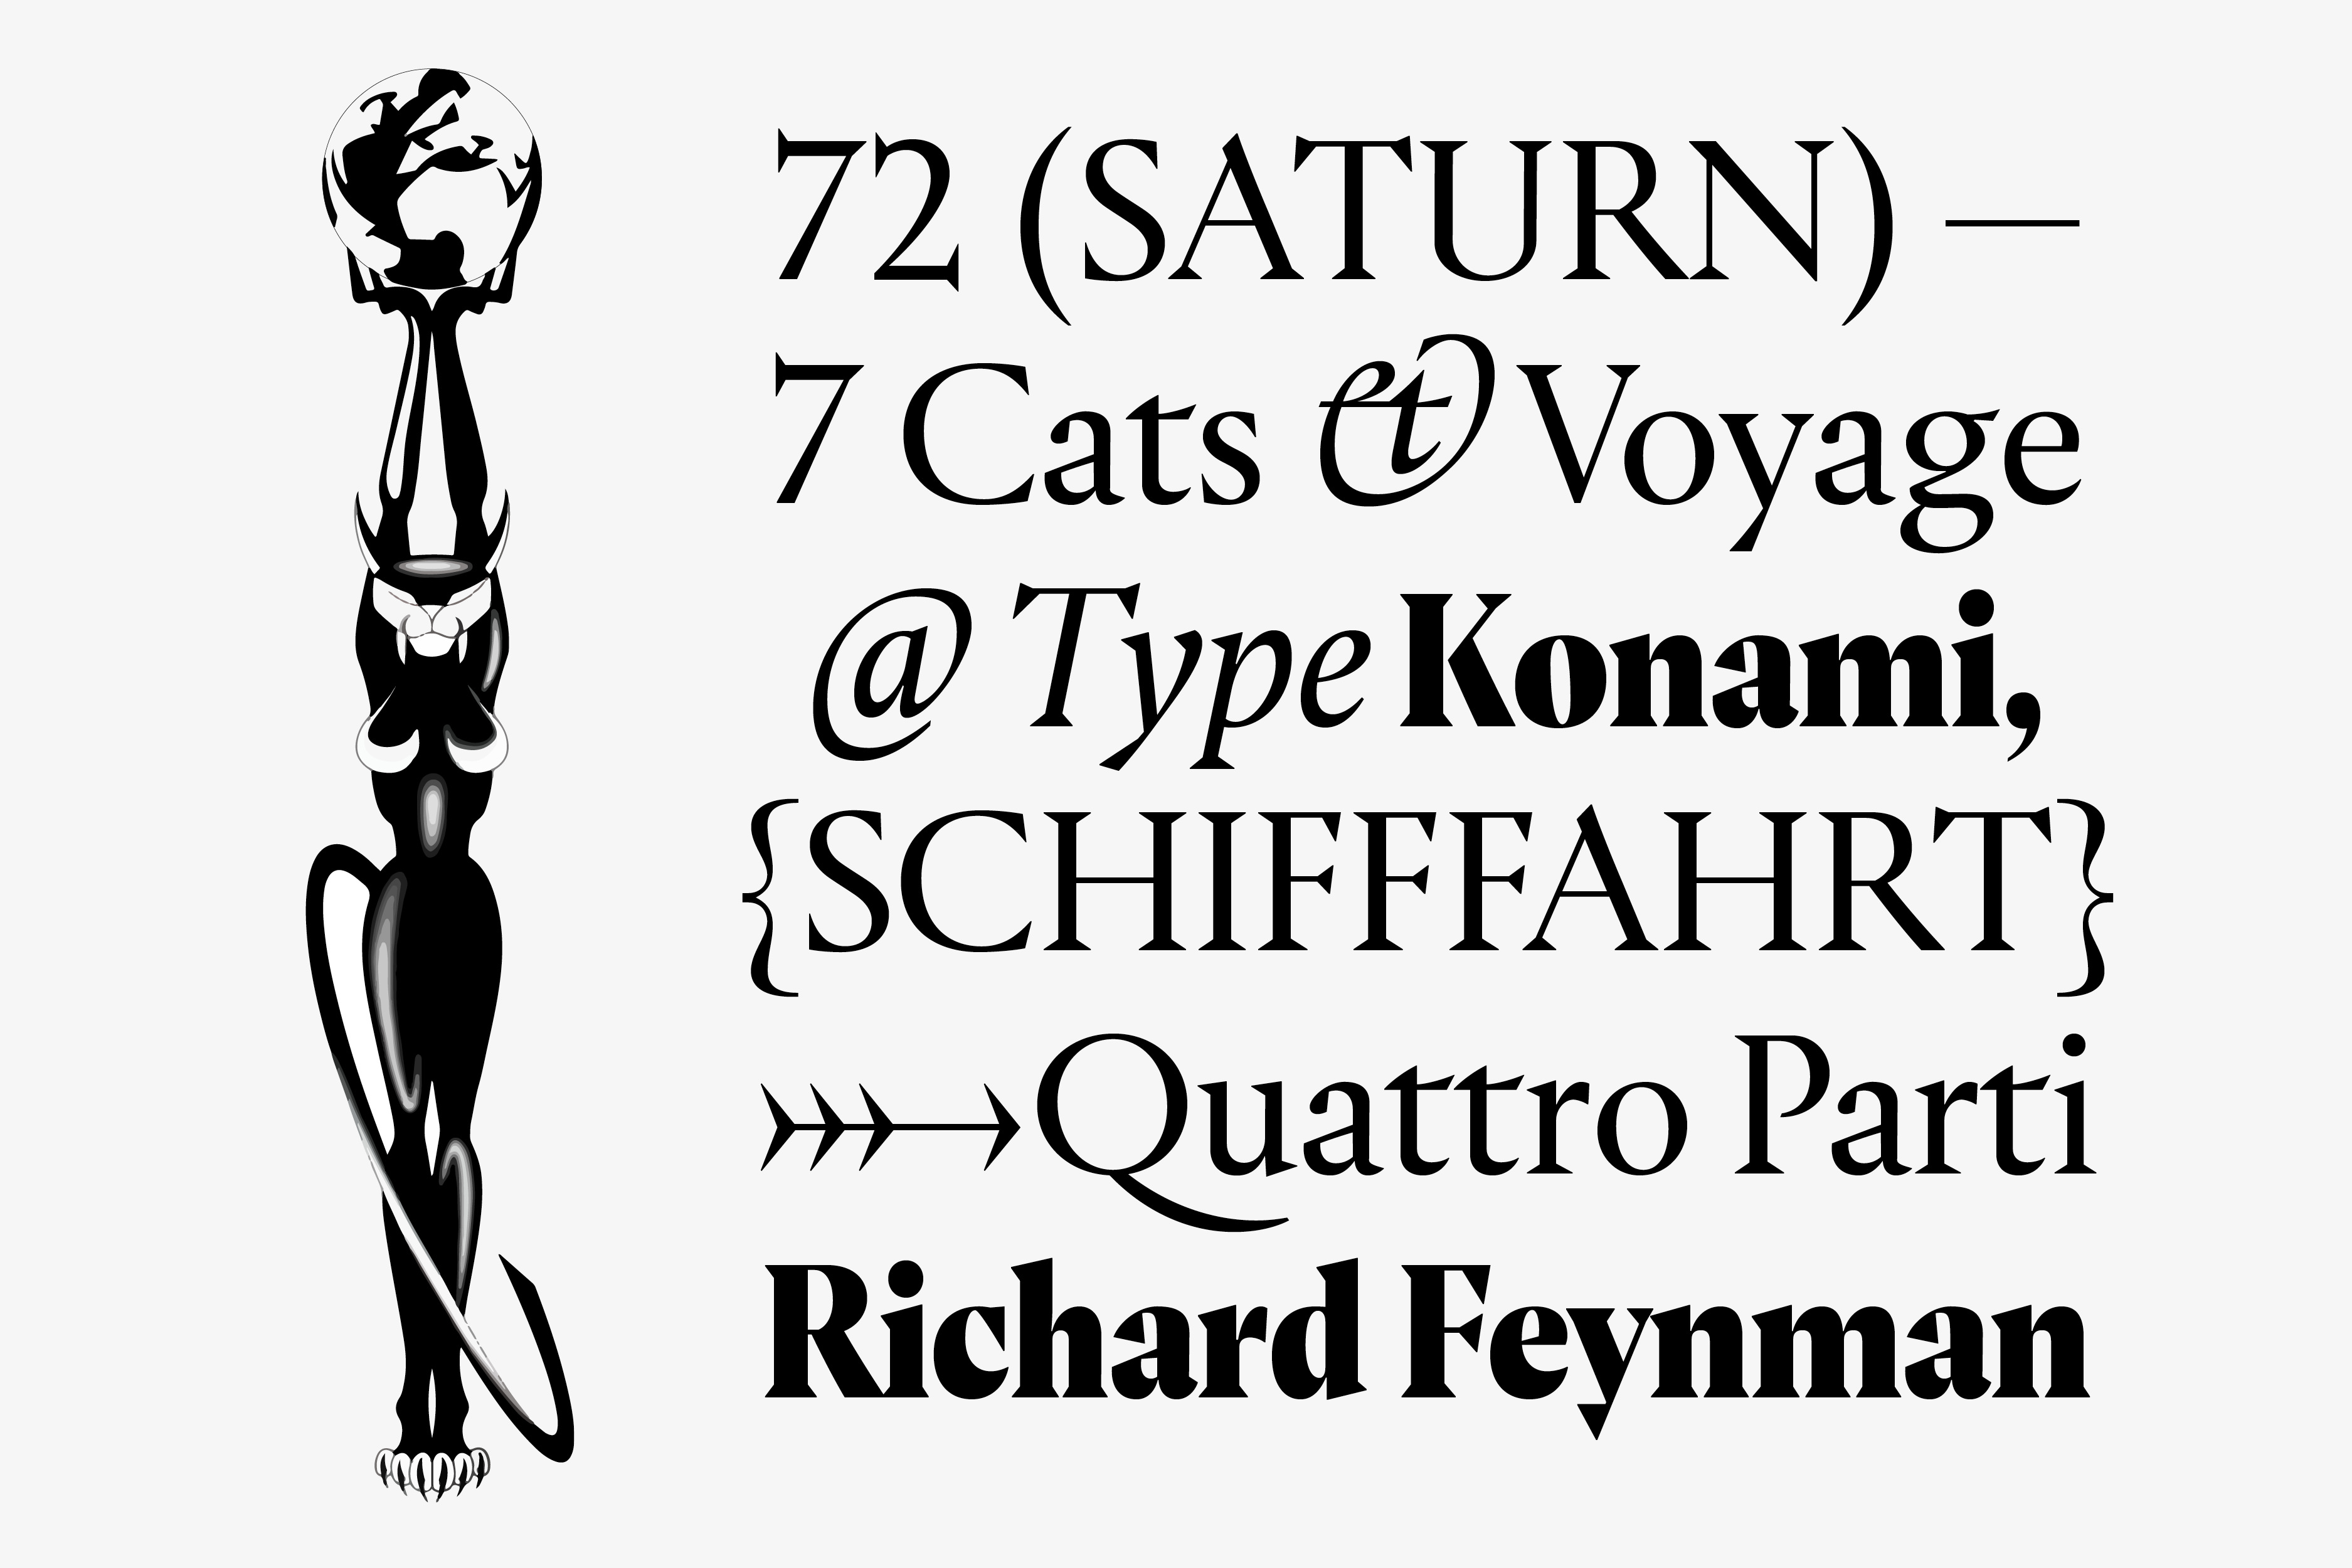 72 (SATURN) —
7 Cats & Voyage
@ Type Konami,
{SCHIFFFAHRT}
Quattro Parti
Richard Feynman